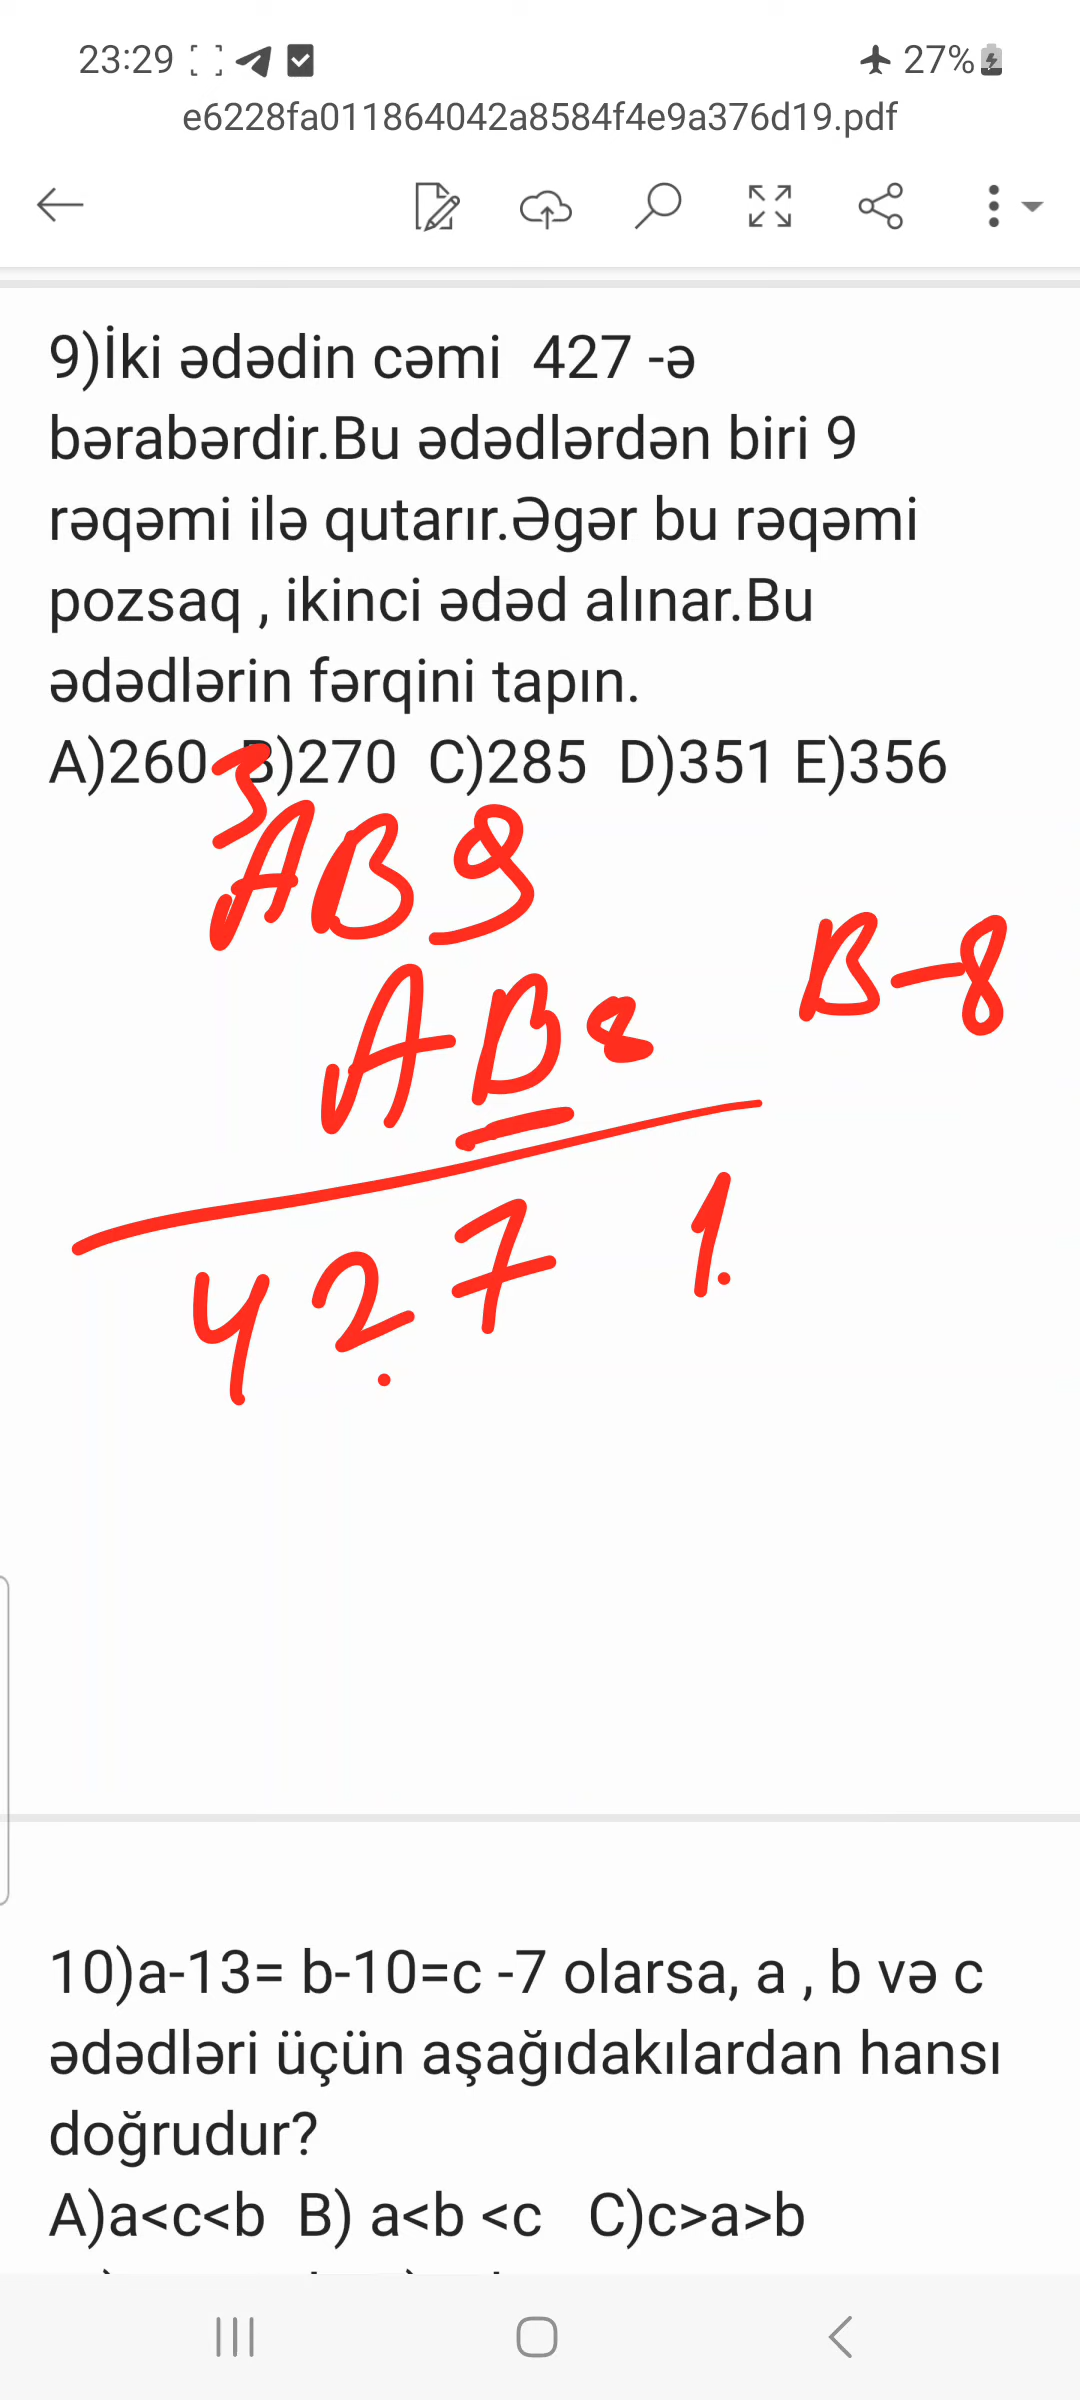 23:29 27%
e6228fa011864042a8584f4e9a376d19.pdf
9)İki ədədin cəmi 427 -ə
bərabərdir.Bu ədədlərdən biri 9
rəqəmi ilə qutarır.Əgər bu rəqəmi
pozsaq , ikinci ədəd alınar.Bu
ədədlərin fərqini tapın.
A)260 B)270 C)285 D)351 E)356
3
AB9
AB8 B-8
427 1
10)a-13= b-10=c -7 olarsa, a , b və c
ədədləri üçün aşağıdakılardan hansı
doğrudur?
A)a<c<b B) a<b <c C)c>a>b